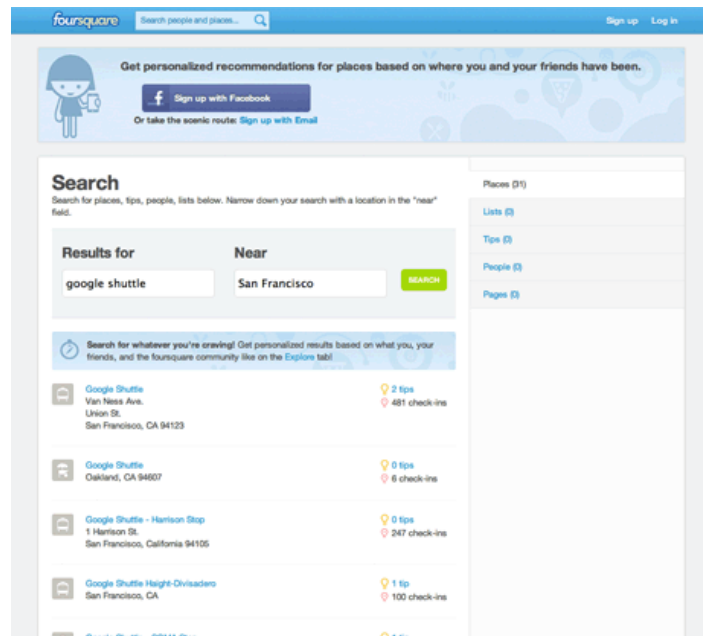 foursquare
Search people and places...
Sign up Log in
Get personalized recommendations for places based on where you and your friends have been.
f Sign up with Facebook
Or take the scenic route: Sign up with Email
Search
Search for places, tips, people, lists below. Narrow down your search with a location in the "near"
field.
Results for
Near
google shuttle
San Francisco
SEARCH
Search for whatever you're craving! Get personalized results based on what you, your
friends, and the foursquare community like on the Explore tab!
Google Shuttle
Van Ness Ave.
Union St.
San Francisco, CA 94123
2 tips
481 check-ins
Google Shuttle
Oakland, CA 94607
0 tips
6 check-ins
Google Shuttle - Harrison Stop
1 Harrison St.
San Francisco, California 94105
0 tips
247 check-ins
Google Shuttle Haight-Divisadero
San Francisco, CA
1 tip
100 check-ins
Places (31)
Lists (0)
Tips (0)
People (0)
Pages (0)